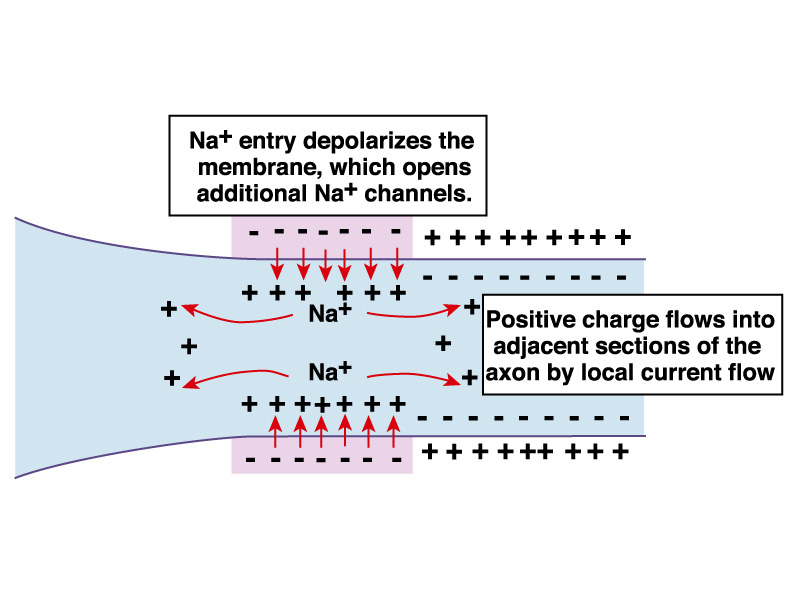 Na+ entry depolarizes the
membrane, which opens
additional Na+ channels.
- - - - - - -
+ + + + + + + + +
- - - - - - - - -
+ + + + + + +
Na+
+ +
Positive charge flows into
adjacent sections of the
axon by local current flow
+ +
Na+
+ +
+ + + + + + +
- - - - - - - - -
+ + + + + + + + +
- - - - - - -